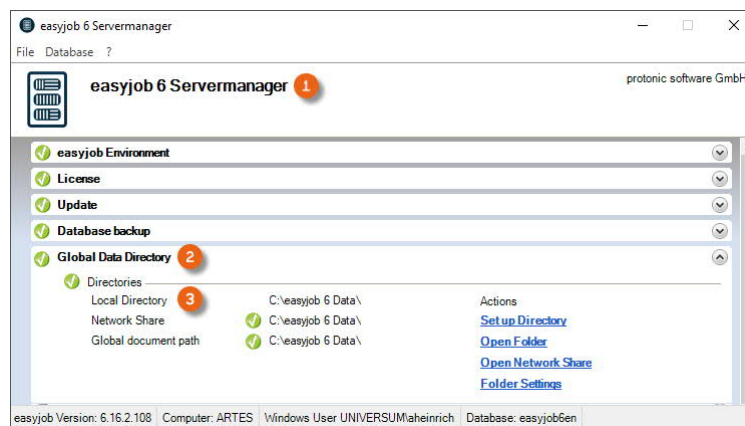 easyjob 6 Servermanager
File Database ?
easyjob 6 Servermanager 1
protonic software GmbH
easyjob Environment
License
Update
Database backup
Global Data Directory 2
Directories
Local Directory 3 C:\easyjob 6 Data\ Actions
Network Share C:\easyjob 6 Data\ Set up Directory
Global document path C:\easyjob 6 Data\ Open Folder
Open Network Share
Folder Settings
easyjob Version: 6.16.2.108 Computer: ARTES Windows User UNIVERSUM\aheinrich Database: easyjob6en